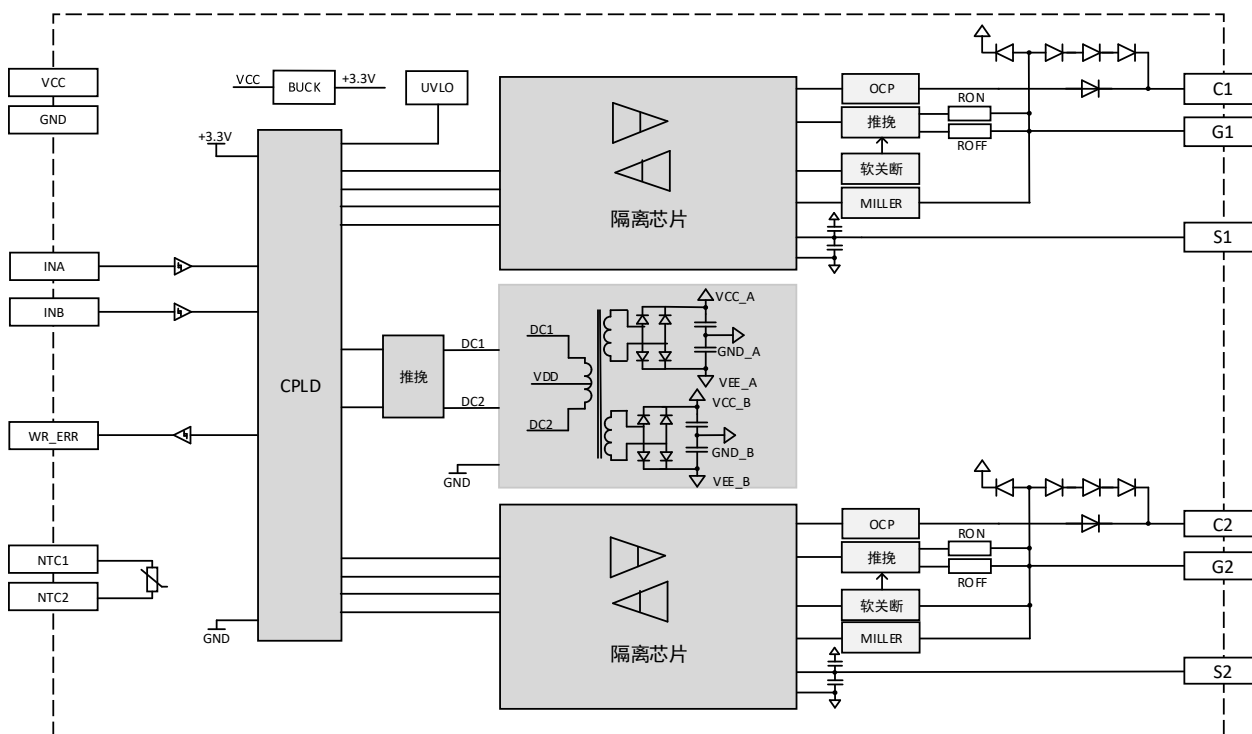 VCC
GND
INA
INB
WR_ERR
NTC1
NTC2
VCC
BUCK
+3.3V
UVLO
+3.3V
CPLD
GND
推挽
DC1
DC2
GND
隔离芯片
OCP
推挽
软关断
MILLER
RON
ROFF
C1
G1
S1
DC1
VDD
DC2
VCC_A
GND_A
VEE_A
VCC_B
GND_B
VEE_B
隔离芯片
OCP
推挽
软关断
MILLER
RON
ROFF
C2
G2
S2